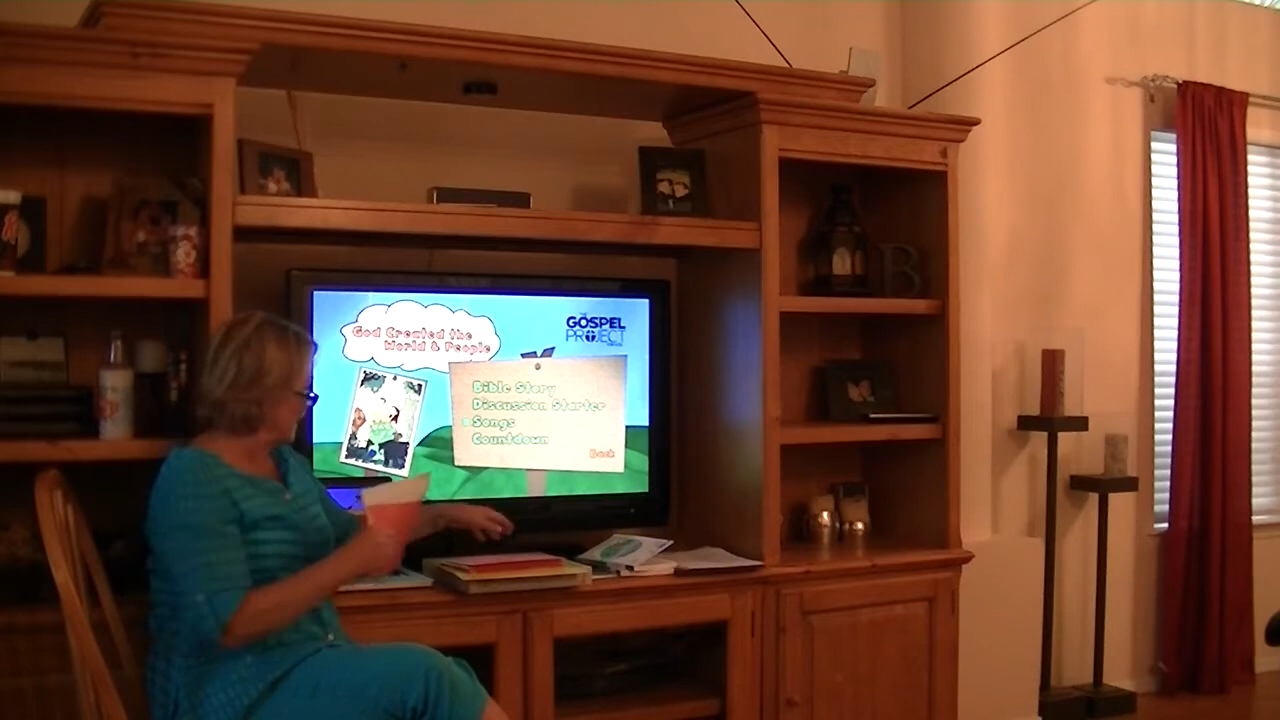 God Created the
World & People
THE
GOSPEL
PROJECT
Bible Story
Discussion Starter
Songs
Countdown
Back
B